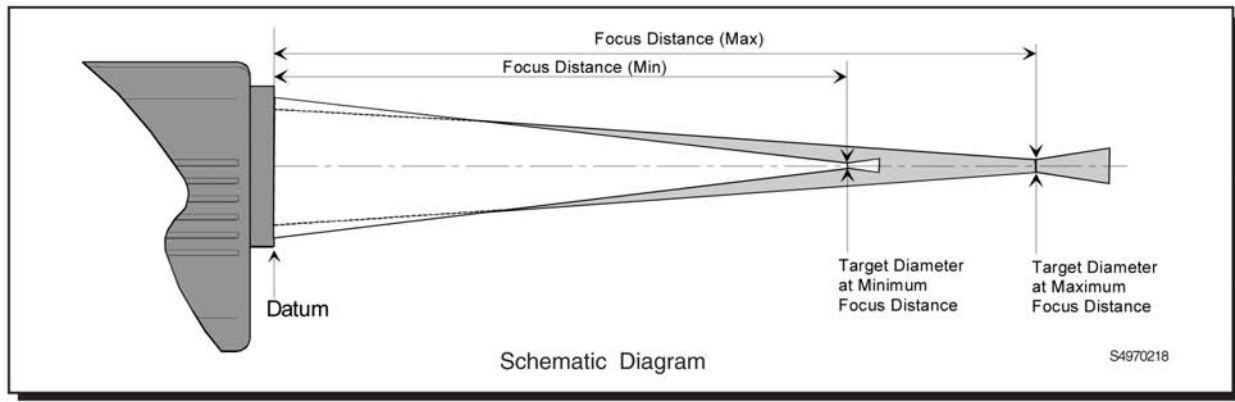 Focus Distance (Max)
Focus Distance (Min)
Target Diameter
at Minimum
Focus Distance
Target Diameter
at Maximum
Focus Distance
Datum
Schematic Diagram
S4970218